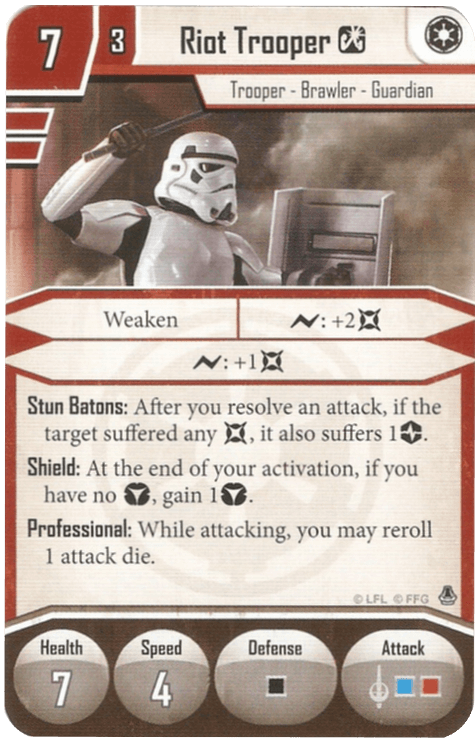 7 3 Riot Trooper
Trooper - Brawler - Guardian
Weaken : +2
: +1
Stun Batons: After you resolve an attack, if the
target suffered any , it also suffers 1 .
Shield: At the end of your activation, if you
have no , gain 1 .
Professional: While attacking, you may reroll
1 attack die.
© LFL © FFG
Health Speed Defense Attack
7 4